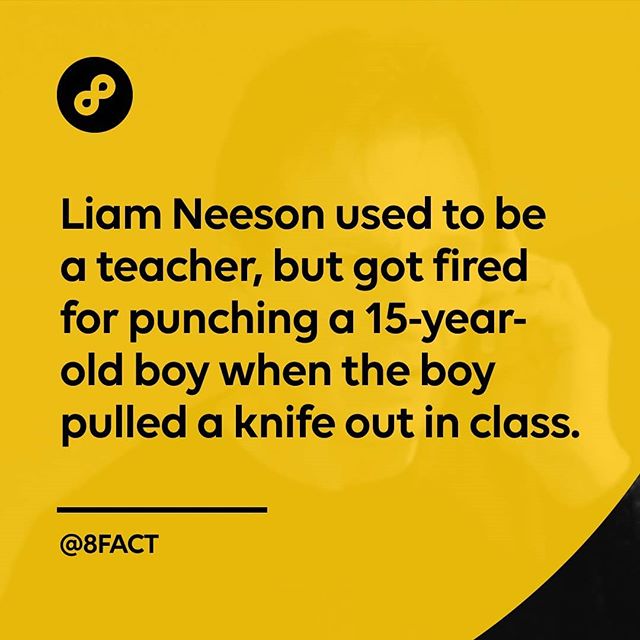 Liam Neeson used to be
a teacher, but got fired
for punching a 15-year-
old boy when the boy
pulled a knife out in class.
@8FACT